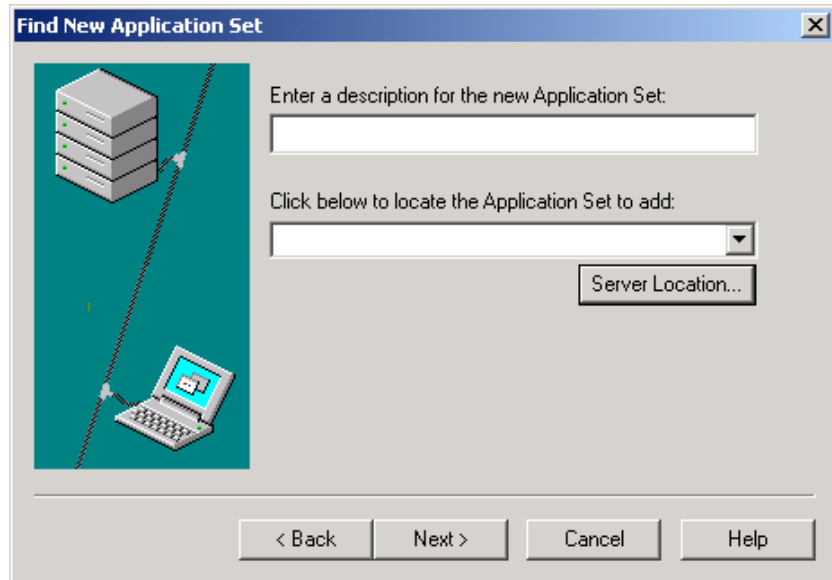 Find New Application Set
Enter a description for the new Application Set:
Click below to locate the Application Set to add:
Server Location...
< Back
Next >
Cancel
Help